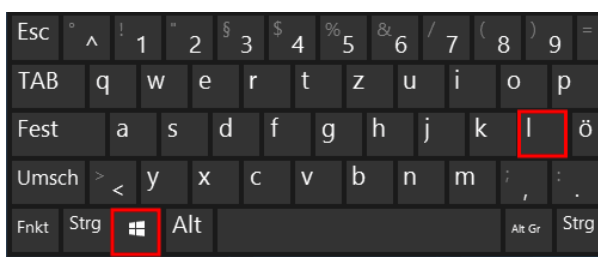 Esc ° ^ ! 1 " 2 § 3 $ 4 % 5 & 6 / 7 ( 8 ) 9 =
TAB q w e r t z u i o p
Fest a s d f g h j k l ö
Umsch > < y x c v b n m ; , : .
Fnkt Strg Alt Alt Gr Strg